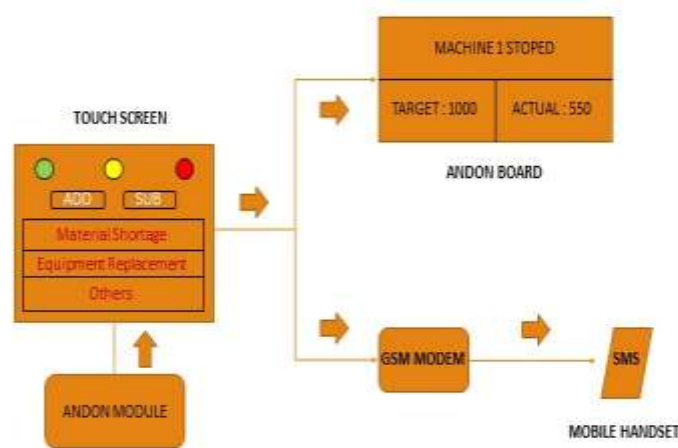 MACHINE 1 STOPED
TARGET : 1000
ACTUAL : 550
ANDON BOARD
TOUCH SCREEN
ADD
SUB
Material Shortage
Equipment Replacement
Others
ANDON MODULE
GSM MODEM
SMS
MOBILE HANDSET